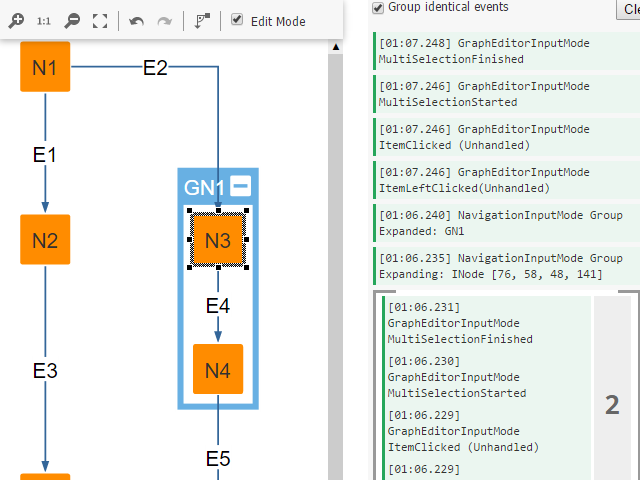 1:1
Edit Mode
N1
E2
E1
GN1
N2
N3
E4
E3
N4
E5
Group identical events
[01:07.248] GraphEditorInputMode
MultiSelectionFinished
[01:07.246] GraphEditorInputMode
MultiSelectionStarted
[01:07.246] GraphEditorInputMode
ItemClicked (Unhandled)
[01:07.246] GraphEditorInputMode
ItemLeftClicked(Unhandled)
[01:06.240] NavigationInputMode Group
Expanded: GN1
[01:06.235] NavigationInputMode Group
Expanding: INode [76, 58, 48, 141]
[01:06.231]
GraphEditorInputMode
MultiSelectionFinished
[01:06.230]
GraphEditorInputMode
MultiSelectionStarted
[01:06.229]
GraphEditorInputMode
ItemClicked (Unhandled)
[01:06.229]
2